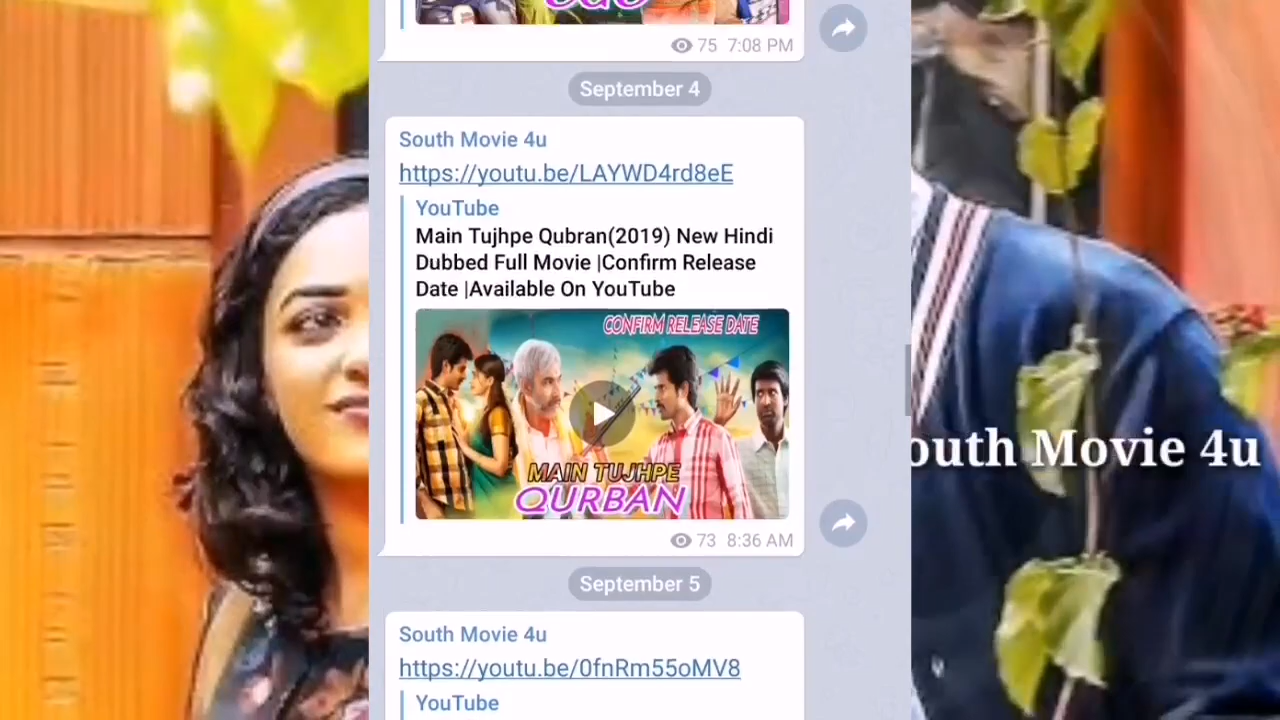 75 7:08 PM
September 4
South Movie 4u
https://youtu.be/LAYWD4rd8eE
YouTube
Main Tujhpe Qubran(2019) New Hindi
Dubbed Full Movie |Confirm Release
Date |Available On YouTube
CONFIRM RELEASE DATE
MAIN TUJHPE
QURBAN
73 8:36 AM
September 5
South Movie 4u
https://youtu.be/0fnRm55oMV8
YouTube
outh Movie 4u